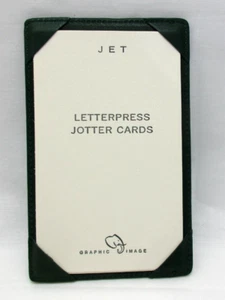 JET
LETTERPRESS
JOTTER CARDS
GRAPHIC IMAGE